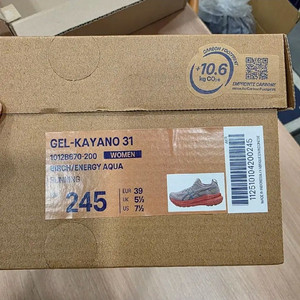 CARBON FOOTPRINT
+10,6
kg CO₂e
EMPREINTE CARBONE
GEL-KAYANO 31
1012B670-200 WOMEN
BIRCH/ENERGY AQUA
RUNNING
245
EUR 39
UK 5½
US 7½